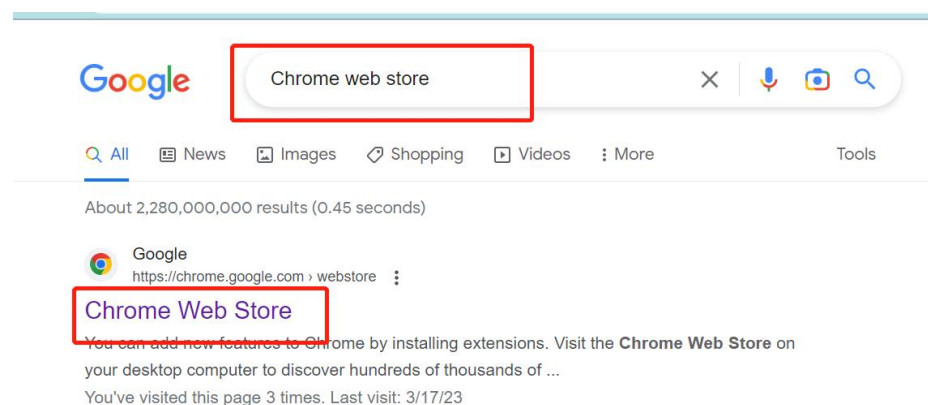 Google
Chrome web store
All News Images Shopping Videos More Tools
About 2,280,000,000 results (0.45 seconds)
Google
https://chrome.google.com › webstore
Chrome Web Store
You can add new features to Chrome by installing extensions. Visit the Chrome Web Store on
your desktop computer to discover hundreds of thousands of ...
You've visited this page 3 times. Last visit: 3/17/23